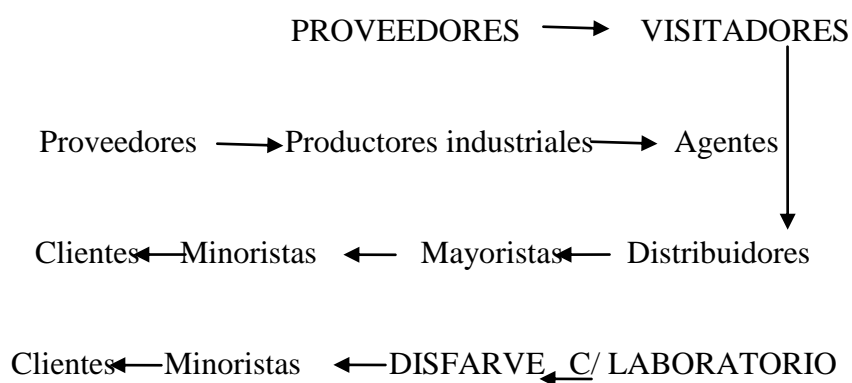 PROVEEDORES VISITADORES
Proveedores Productores industriales Agentes
Clientes Minoristas Mayoristas Distribuidores
Clientes Minoristas DISFARVE C/ LABORATORIO